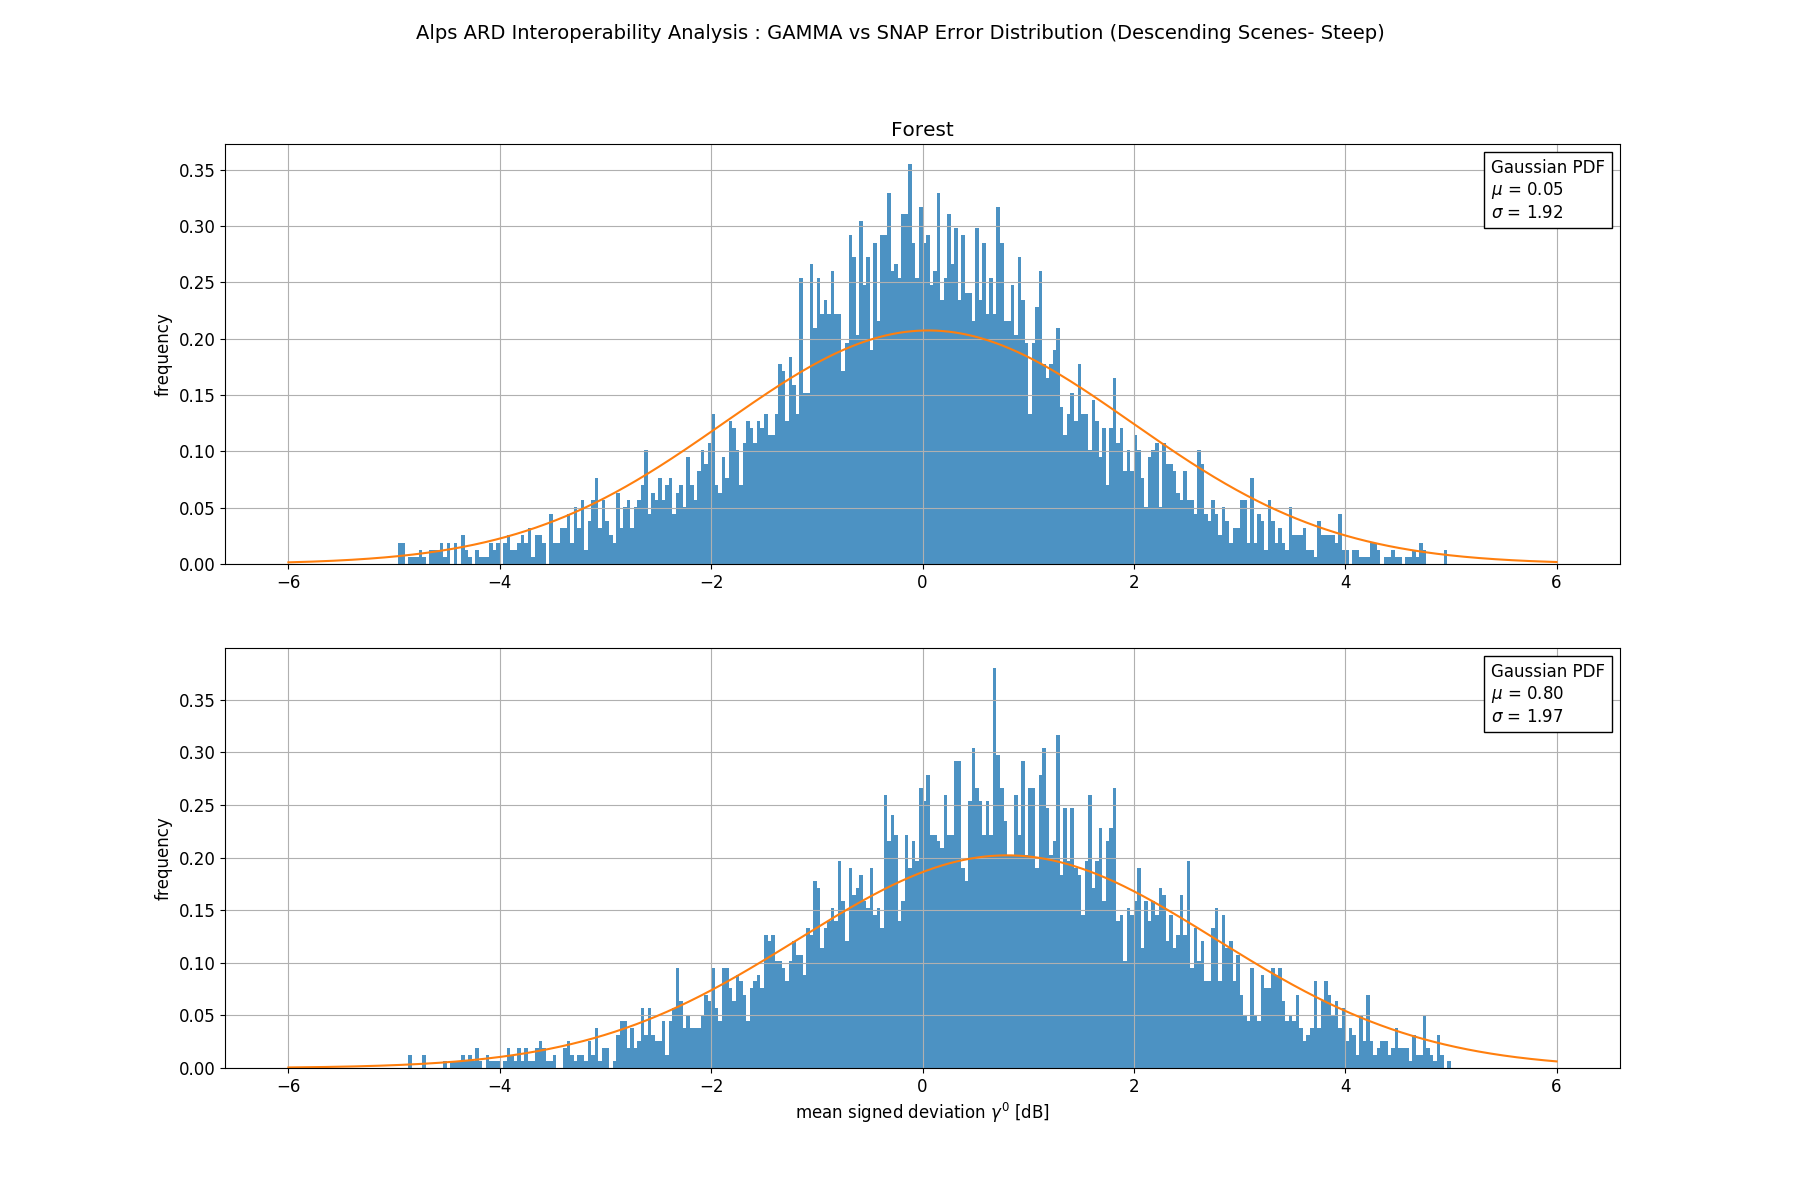 Alps ARD Interoperability Analysis : GAMMA vs SNAP Error Distribution (Descending Scenes- Steep)
Forest
Gaussian PDF
μ = 0.05
σ = 1.92
frequency
0.35
0.30
0.25
0.20
0.15
0.10
0.05
0.00
−6 −4 −2 0 2 4 6
Gaussian PDF
μ = 0.80
σ = 1.97
frequency
0.35
0.30
0.25
0.20
0.15
0.10
0.05
0.00
−6 −4 −2 0 2 4 6
mean signed deviation γ⁰ [dB]